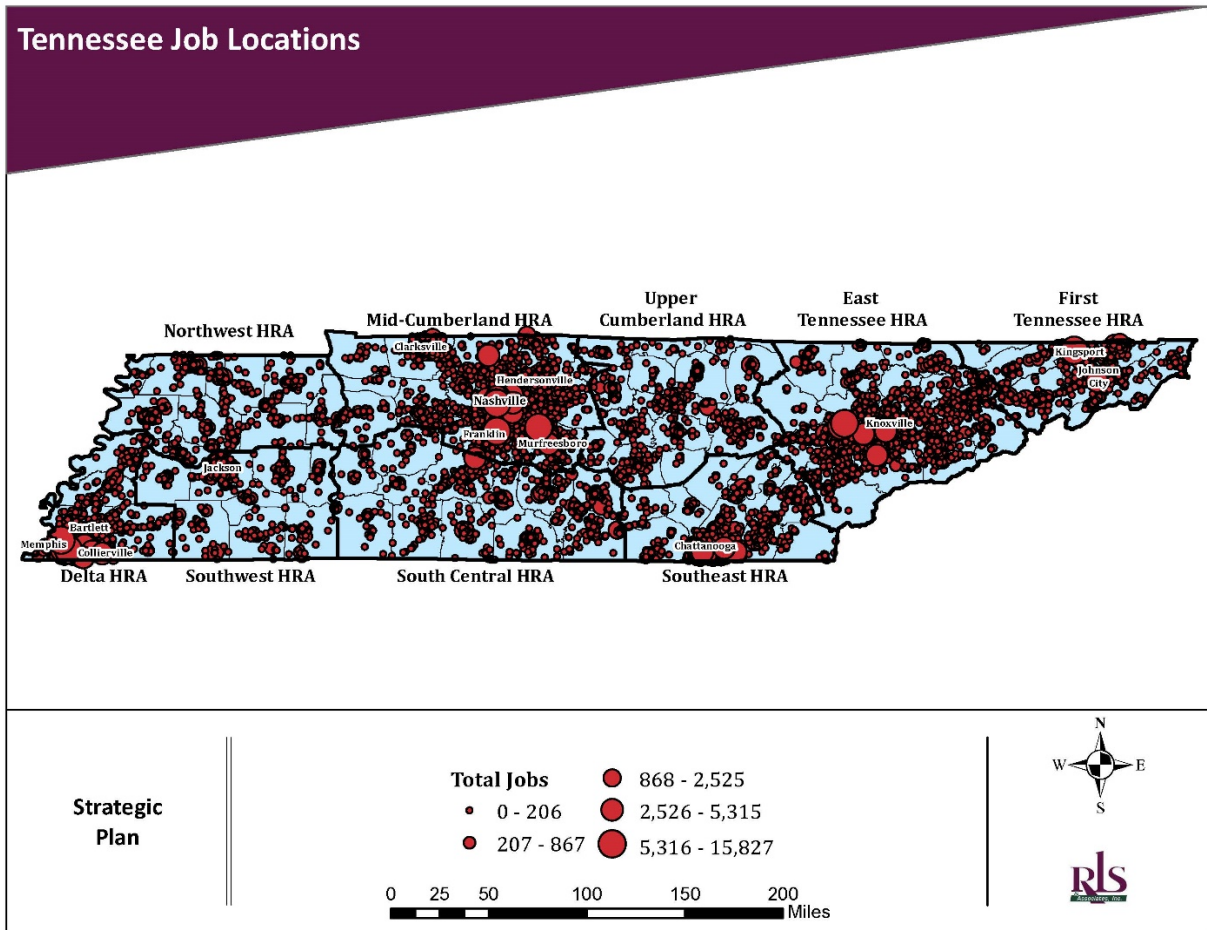 Tennessee Job Locations
Upper
Cumberland HRA
East
Tennessee HRA
First
Tennessee HRA
Northwest HRA
Mid-Cumberland HRA
Clarksville
Kingsport
Johnson
City
Hendersonville
Nashville
Franklin
Murfreesboro
Knoxville
Jackson
Bartlett
Memphis
Collierville
Chattanooga
Delta HRA
Southwest HRA
South Central HRA
Southeast HRA
Strategic
Plan
Total Jobs
0 - 206
207 - 867
868 - 2,525
2,526 - 5,315
5,316 - 15,827
0 25 50 100 150 200
Miles
N
W E
S
RLS
& Associates, Inc.